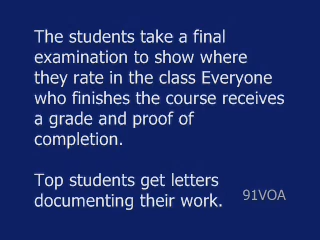 The students take a final
examination to show where
they rate in the class Everyone
who finishes the course receives
a grade and proof of
completion.
Top students get letters
documenting their work.
91VOA